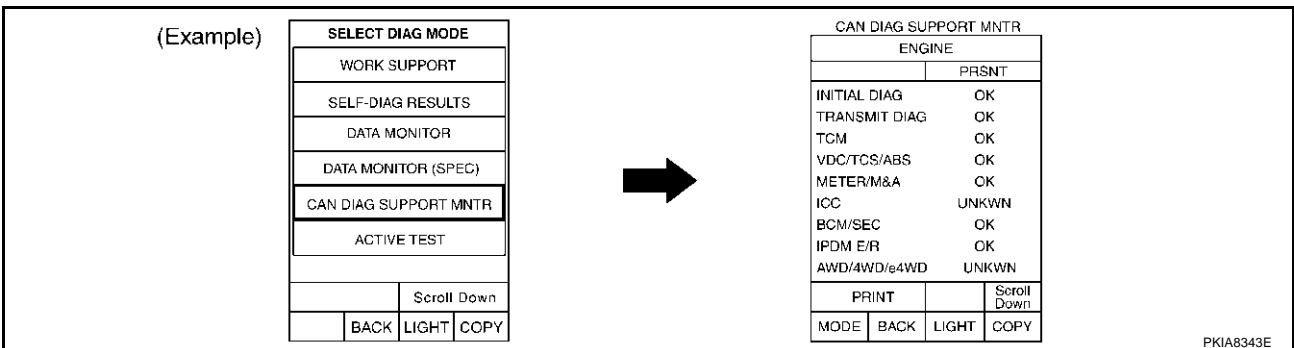 (Example)
SELECT DIAG MODE
WORK SUPPORT
SELF-DIAG RESULTS
DATA MONITOR
DATA MONITOR (SPEC)
CAN DIAG SUPPORT MNTR
ACTIVE TEST
Scroll Down
BACK LIGHT COPY
CAN DIAG SUPPORT MNTR
ENGINE
PRSNT
INITIAL DIAG OK
TRANSMIT DIAG OK
TCM OK
VDC/TCS/ABS OK
METER/M&A OK
ICC UNKWN
BCM/SEC OK
IPDM E/R OK
AWD/4WD/e4WD UNKWN
PRINT Scroll
Down
MODE BACK LIGHT COPY
PKIA8343E